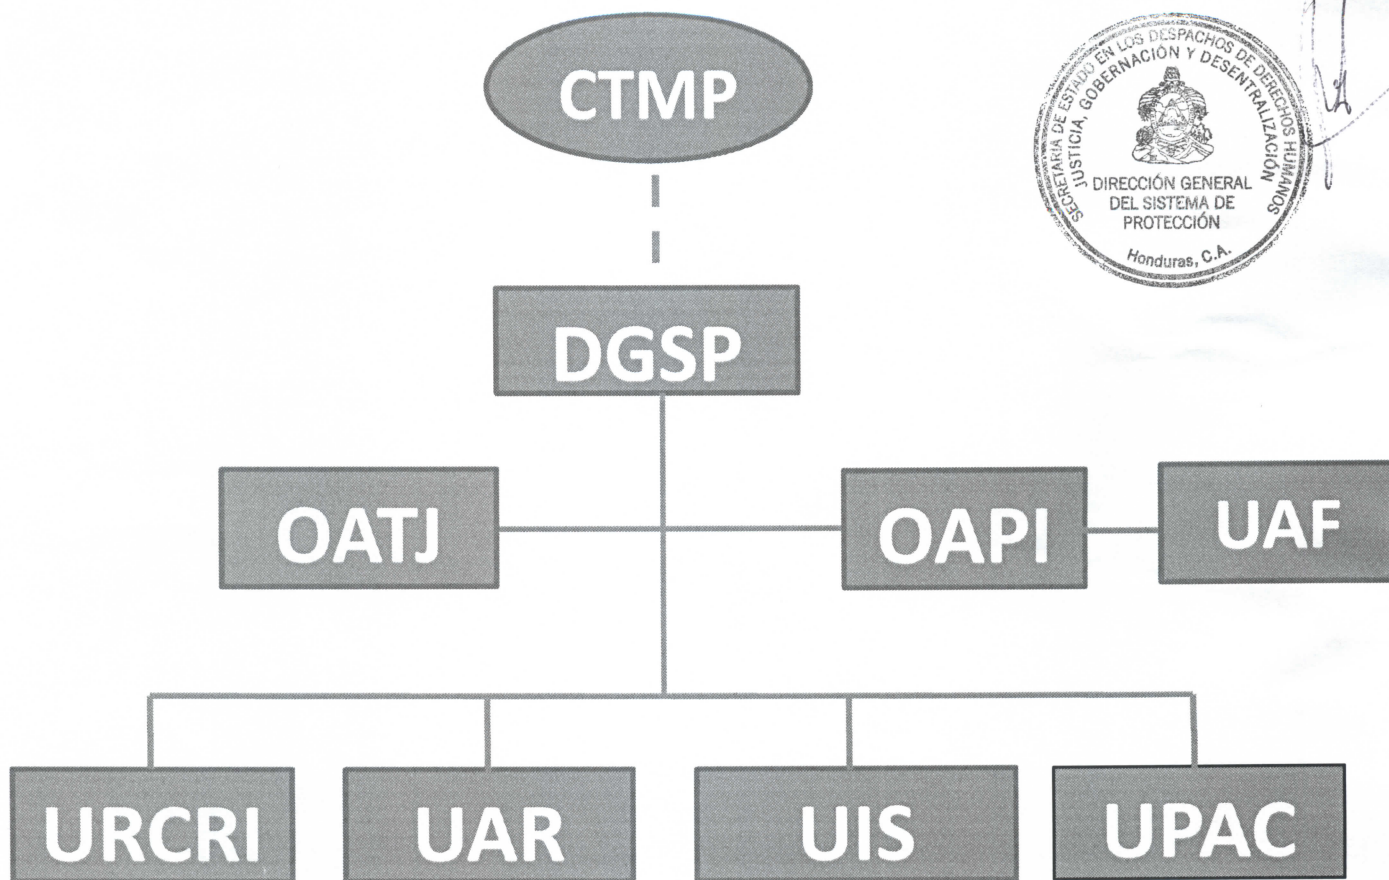 CTMP
SECRETARIA DE ESTADO EN LOS DESPACHOS DE DERECHOS HUMANOS
JUSTICIA, GOBERNACIÓN Y DESENTRALIZACIÓN
DIRECCIÓN GENERAL
DEL SISTEMA DE
PROTECCIÓN
Honduras, C.A.
DGSP
OATJ
OAPI
UAF
URCRI
UAR
UIS
UPAC